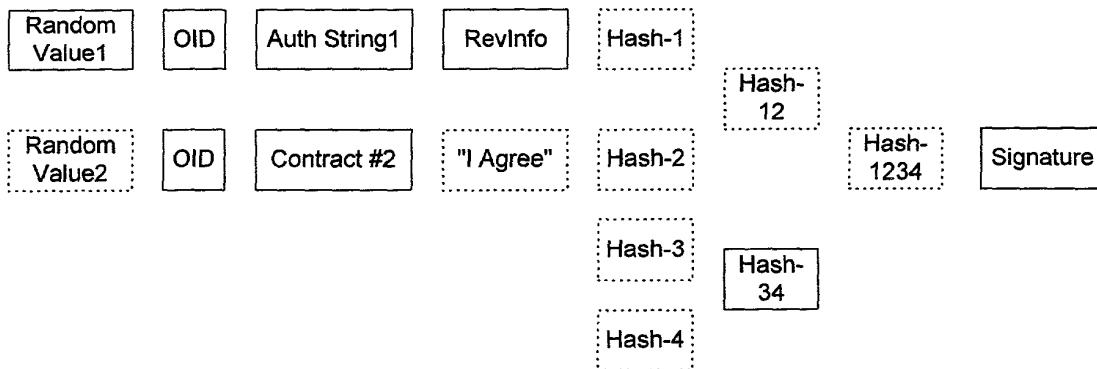 Random
Value1
OID
Auth String1
RevInfo
Hash-1
Hash-
12
Random
Value2
OID
Contract #2
"I Agree"
Hash-2
Hash-
1234
Signature
Hash-3
Hash-
34
Hash-4